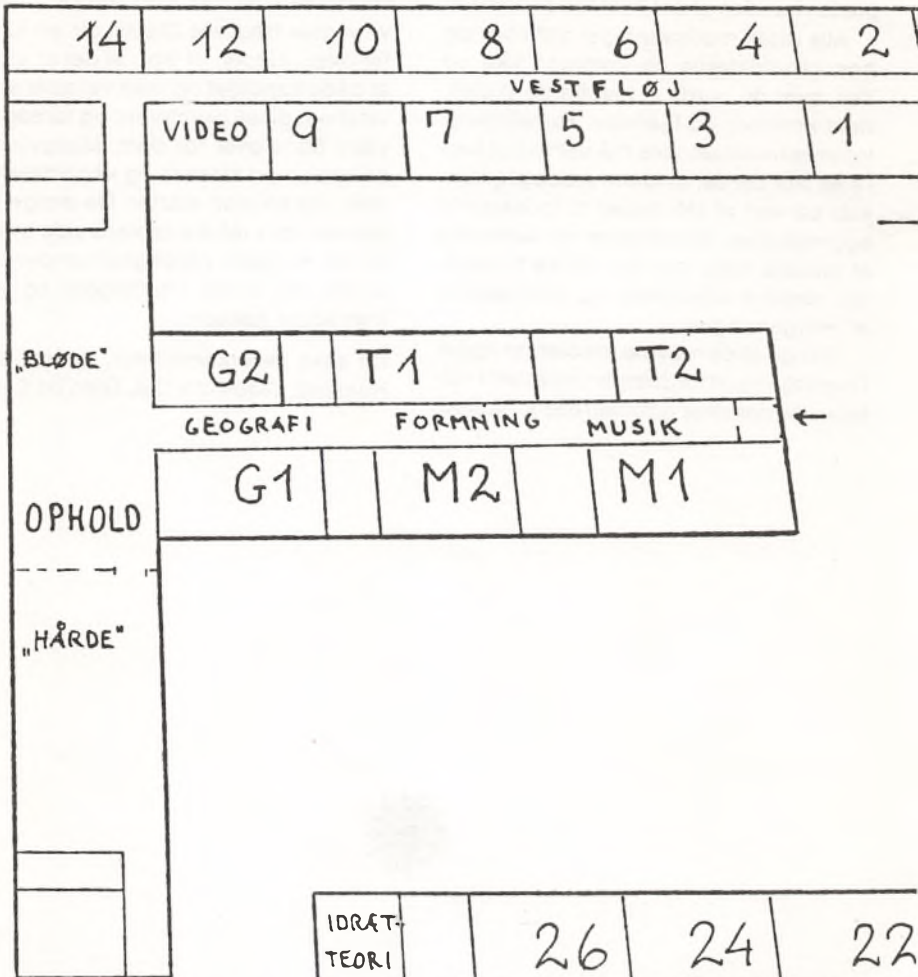 14 12 10 8 6 4 2
VESTFLØJ
VIDEO 9 7 5 3 1
„BLØDE"
G2 T1 T2
GEOGRAFI FORMNING MUSIK ←
G1 M2 M1
OPHOLD
„HÅRDE"
IDRÆT-
TEORI
26 24 22